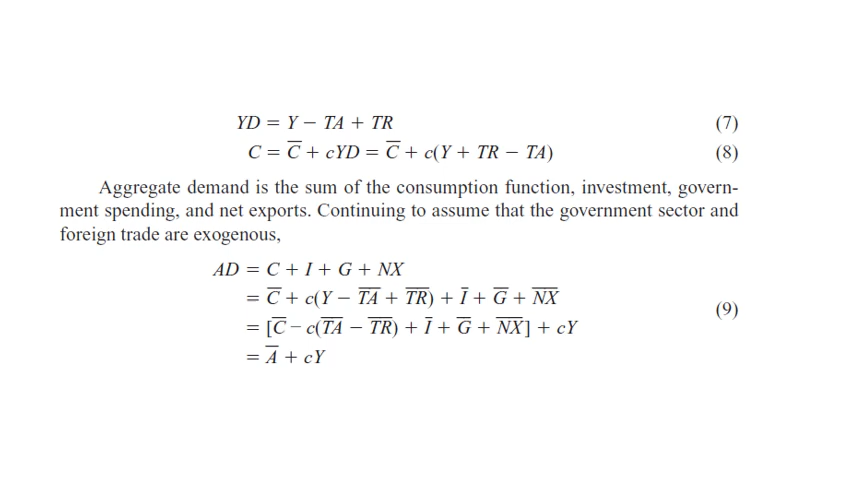 YD = Y − TA + TR (7)
C = C̅ + cYD = C̅ + c(Y + TR − TA) (8)
Aggregate demand is the sum of the consumption function, investment, govern-
ment spending, and net exports. Continuing to assume that the government sector and
foreign trade are exogenous,
AD = C + I + G + NX
= C̅ + c(Y − T̅A̅ + T̅R̅) + I̅ + G̅ + N̅X̅
= [C̅ − c(T̅A̅ − T̅R̅) + I̅ + G̅ + N̅X̅] + cY (9)
= A̅ + cY